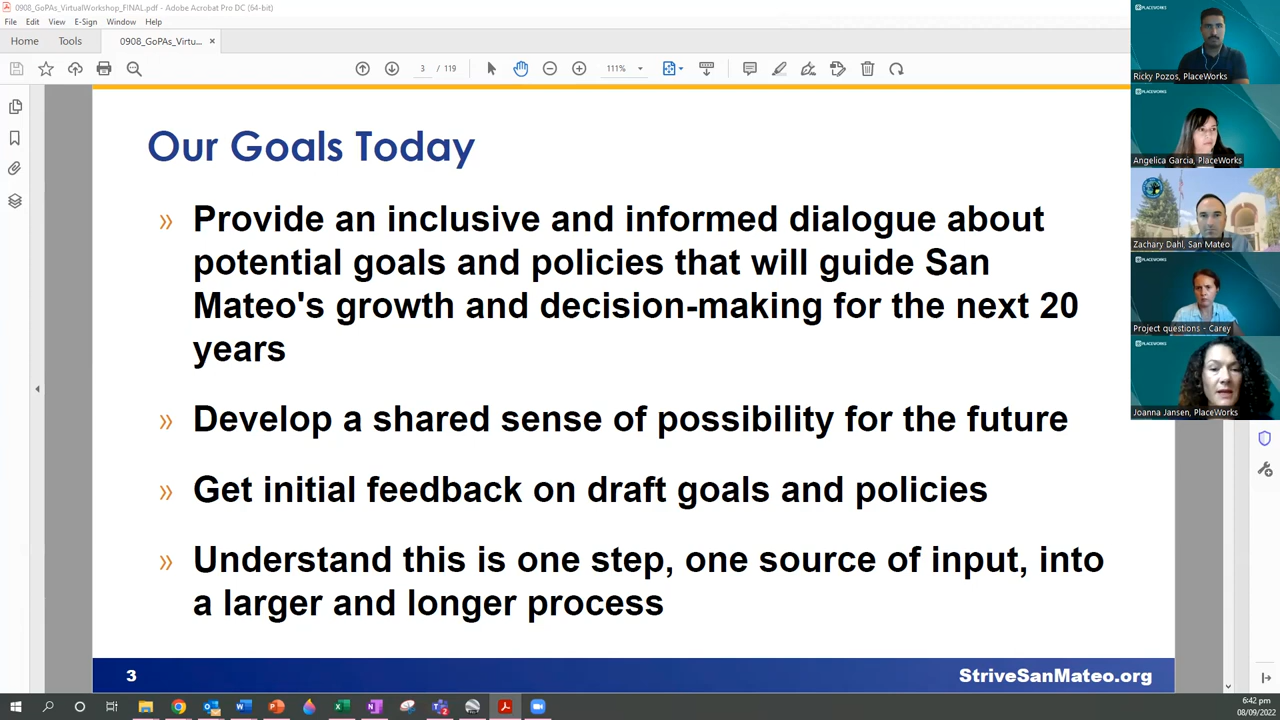 0908_GoPAs_VirtualWorkshop_FINAL.pdf - Adobe Acrobat Pro DC (64-bit)
File Edit View E-Sign Window Help
Home Tools 0908_GoPAs_Virtu... ×
3 / 119 111%
Our Goals Today
» Provide an inclusive and informed dialogue about
potential goals and policies that will guide San
Mateo's growth and decision-making for the next 20
years
» Develop a shared sense of possibility for the future
» Get initial feedback on draft goals and policies
» Understand this is one step, one source of input, into
a larger and longer process
3 StriveSanMateo.org
PLACEWORKS
Ricky Pozos, PlaceWorks
PLACEWORKS
Angelica Garcia, PlaceWorks
Zachary Dahl, San Mateo
PLACEWORKS
Project questions - Carey
PLACEWORKS
Joanna Jansen, PlaceWorks
6:42 pm
08/09/2022